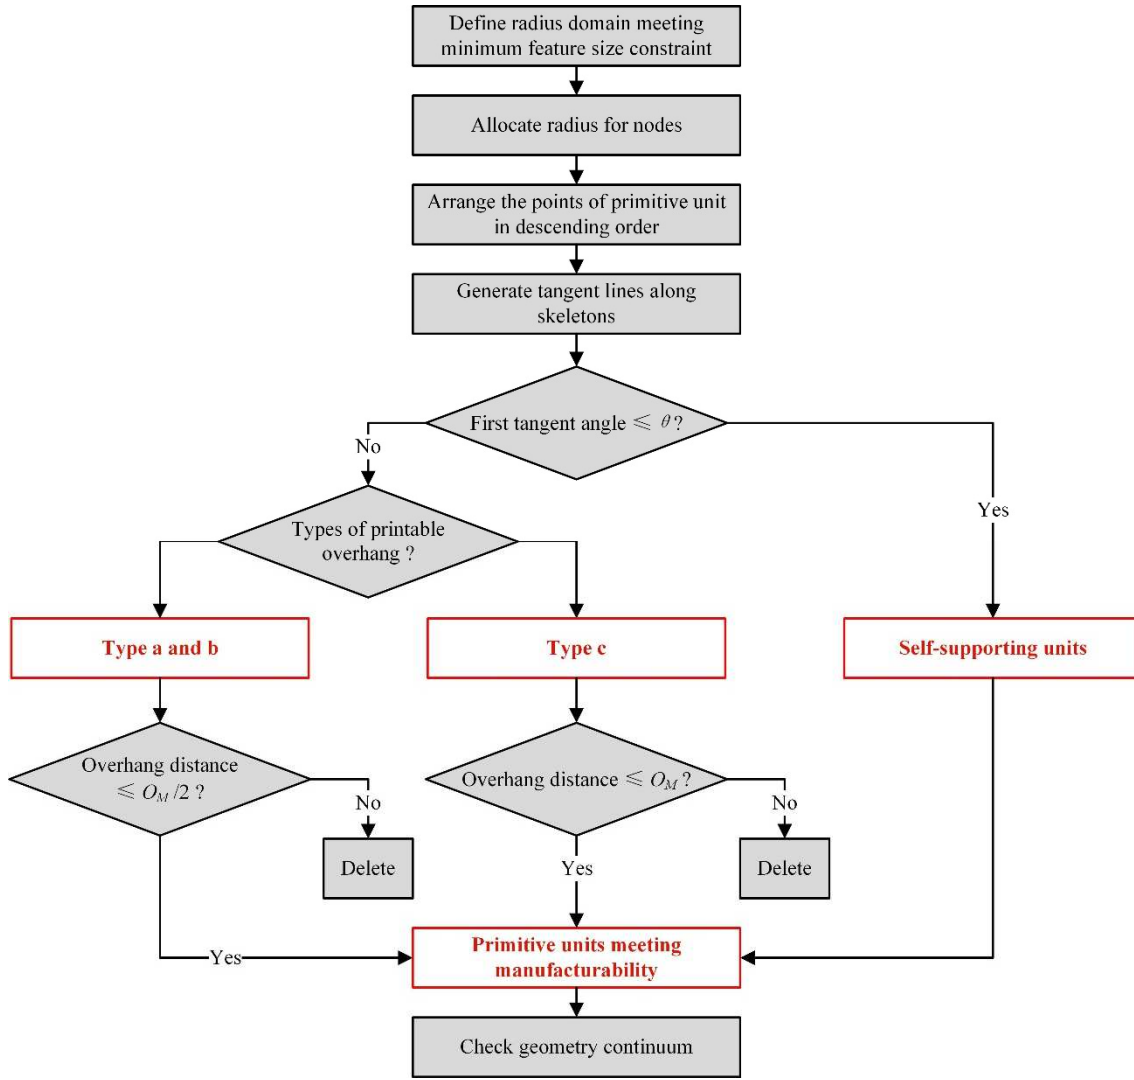 Define radius domain meeting
minimum feature size constraint
Allocate radius for nodes
Arrange the points of primitive unit
in descending order
Generate tangent lines along
skeletons
First tangent angle ≤ θ?
No
Yes
Types of printable
overhang ?
Type a and b
Type c
Self-supporting units
Overhang distance
≤ O_M /2 ?
No
Delete
Overhang distance ≤ O_M ?
No
Delete
Yes
Yes
Primitive units meeting
manufacturability
Check geometry continuum